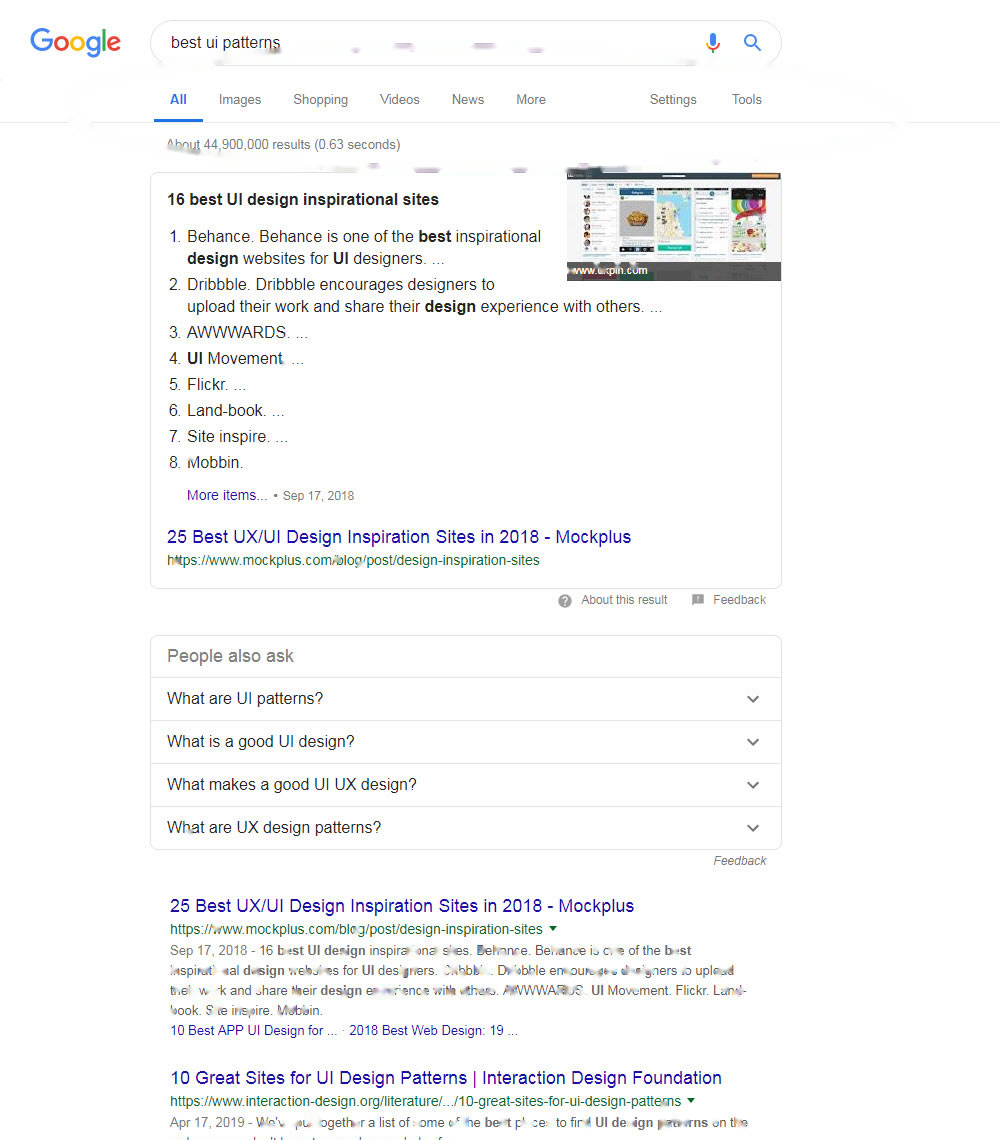 Google
best ui patterns
All Images Shopping Videos News More Settings Tools
About 44,900,000 results (0.63 seconds)
16 best UI design inspirational sites
1. Behance. Behance is one of the best inspirational
design websites for UI designers. ...
2. Dribbble. Dribbble encourages designers to
upload their work and share their design experience with others. ...
3. AWWWARDS. ...
4. UI Movement ...
5. Flickr. ...
6. Land-book. ...
7. Site inspire. ...
8. Mobbin.
www.uxpin.com
More items... • Sep 17, 2018
25 Best UX/UI Design Inspiration Sites in 2018 - Mockplus
https://www.mockplus.com/blog/post/design-inspiration-sites
About this result Feedback
People also ask
What are UI patterns?
What is a good UI design?
What makes a good UI UX design?
What are UX design patterns?
Feedback
25 Best UX/UI Design Inspiration Sites in 2018 - Mockplus
https://www.mockplus.com/blog/post/design-inspiration-sites
Sep 17, 2018 - 16 best UI design inspirational sites. Behance. Behance is one of the best
inspirational design websites for UI designers. Dribbble encourages designers to upload
their work and share their design experience with others. AWWWARDS. UI Movement. Flickr. Land-
book. Site inspire. Mobbin.
10 Best APP UI Design for ... · 2018 Best Web Design: 19 ...
10 Great Sites for UI Design Patterns | Interaction Design Foundation
https://www.interaction-design.org/literature/.../10-great-sites-for-ui-design-patterns
Apr 17, 2019 - We've put together a list of some of the best places to find UI design patterns on the